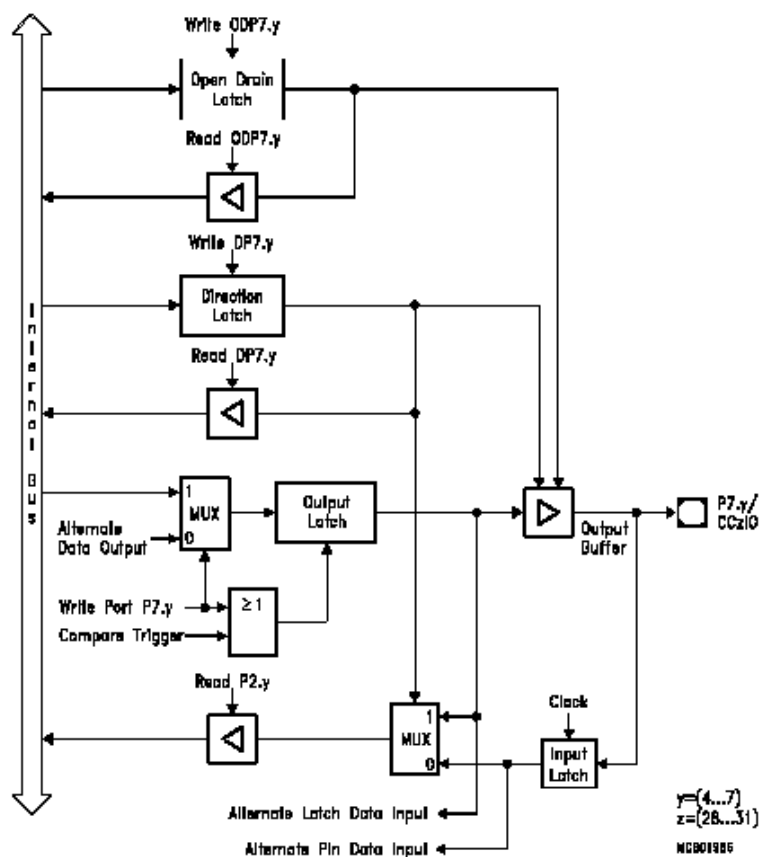 Write ODP7.y
Open Drain
Latch
Read ODP7.y
Write DP7.y
Direction
Latch
Read DP7.y
Internal Bus
1
MUX
0
Alternate
Data Output
Output
Latch
Write Port P7.y
Compare Trigger
≥1
Output
Buffer
P7.y/
CCzIO
Read P2.y
1
MUX
0
Clock
Input
Latch
Alternate Latch Data Input
Alternate Pin Data Input
y=(4...7)
z=(28...31)